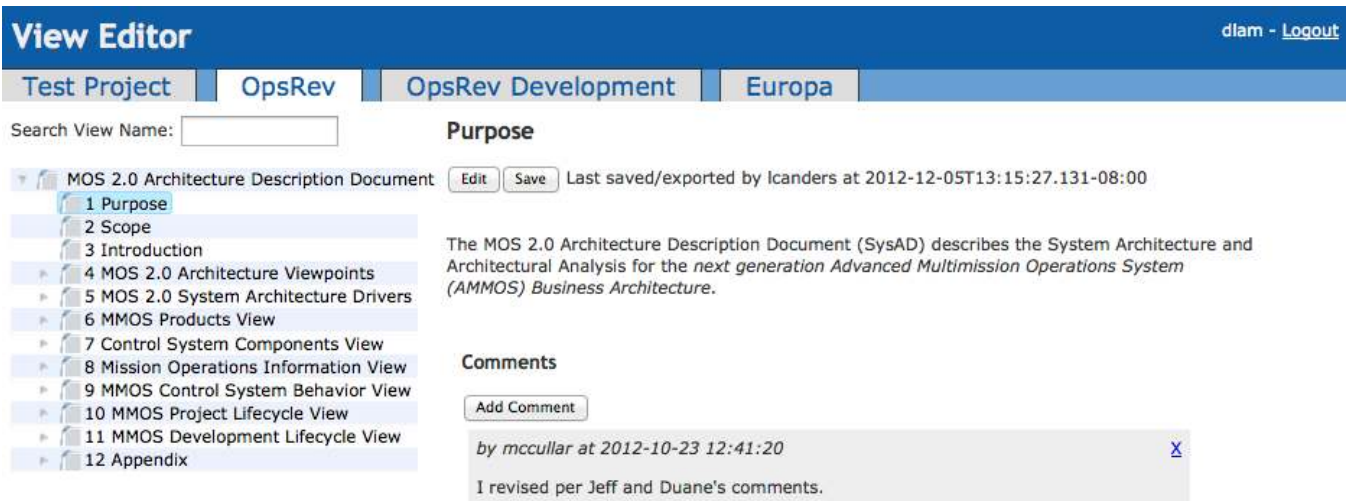 View Editor
dlam - Logout
Test Project
OpsRev
OpsRev Development
Europa
Search View Name:
MOS 2.0 Architecture Description Document
1 Purpose
2 Scope
3 Introduction
4 MOS 2.0 Architecture Viewpoints
5 MOS 2.0 System Architecture Drivers
6 MMOS Products View
7 Control System Components View
8 Mission Operations Information View
9 MMOS Control System Behavior View
10 MMOS Project Lifecycle View
11 MMOS Development Lifecycle View
12 Appendix
Purpose
Edit Save Last saved/exported by lcanders at 2012-12-05T13:15:27.131-08:00
The MOS 2.0 Architecture Description Document (SysAD) describes the System Architecture and
Architectural Analysis for the next generation Advanced Multimission Operations System
(AMMOS) Business Architecture.
Comments
Add Comment
by mccullar at 2012-10-23 12:41:20
X
I revised per Jeff and Duane's comments.